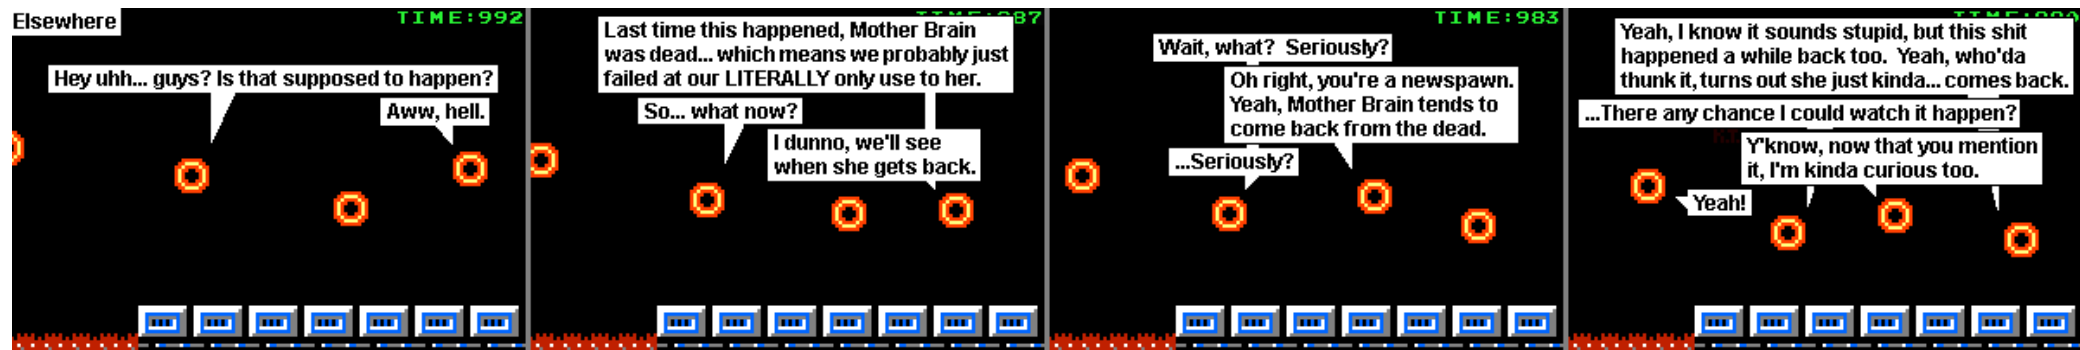 Elsewhere
TIME:992
Hey uhh... guys? Is that supposed to happen?
Aww, hell.
Last time this happened, Mother Brain
was dead... which means we probably just
failed at our LITERALLY only use to her.
So... what now?
I dunno, we'll see
when she gets back.
TIME:983
Wait, what?  Seriously?
Oh right, you're a newspawn.
Yeah, Mother Brain tends to
come back from the dead.
...Seriously?
Yeah, I know it sounds stupid, but this shit
happened a while back too.  Yeah, who'da
thunk it, turns out she just kinda... comes back.
...There any chance I could watch it happen?
Y'know, now that you mention
it, I'm kinda curious too.
Yeah!